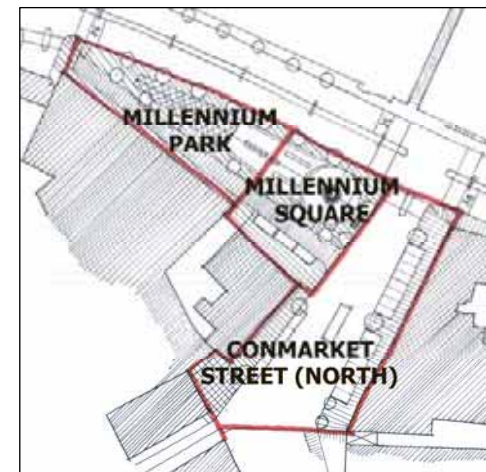 MILLENNIUM
PARK
MILLENNIUM
SQUARE
CONMARKET
STREET (NORTH)